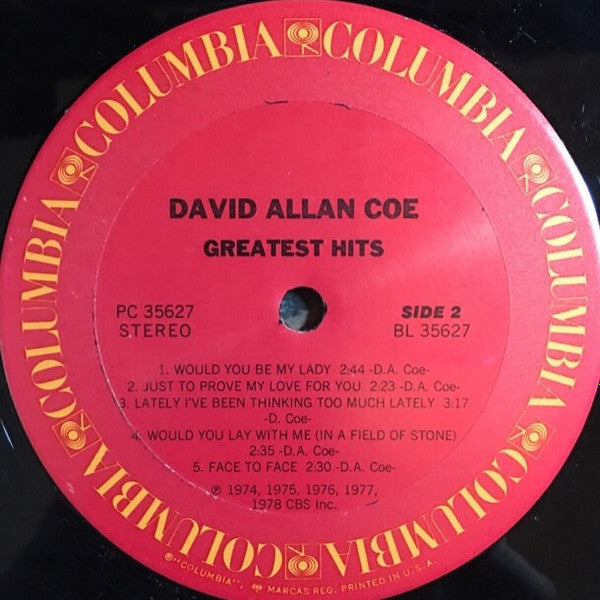 COLUMBIA COLUMBIA COLUMBIA COLUMBIA COLUMBIA COLUMBIA
DAVID ALLAN COE
GREATEST HITS
PC 35627 SIDE 2
STEREO BL 35627
1. WOULD YOU BE MY LADY 2:44 -D.A. Coe-
2. JUST TO PROVE MY LOVE FOR YOU 2:23 -D.A. Coe-
3. LATELY I'VE BEEN THINKING TOO MUCH LATELY 3:17
-D. Coe-
4. WOULD YOU LAY WITH ME (IN A FIELD OF STONE)
2:35 -D.A. Coe-
5. FACE TO FACE 2:30 -D.A. Coe-
℗ 1974, 1975. 1976, 1977,
1978 CBS Inc.
®"COLUMBIA", MARCAS REG. PRINTED IN U.S.A.